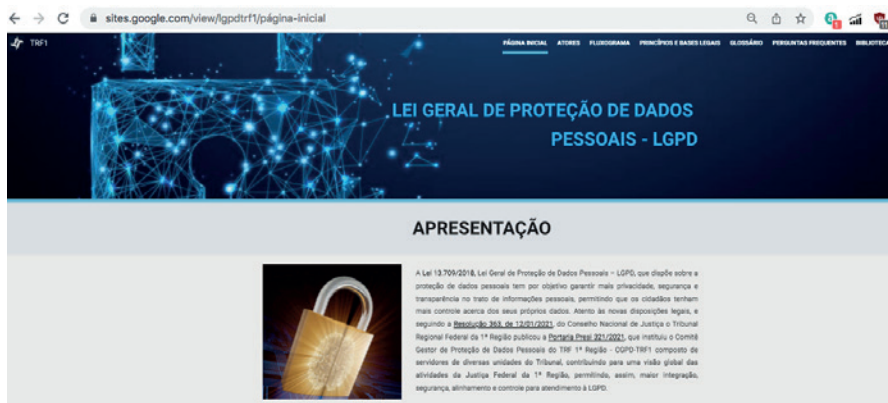 sites.google.com/view/lgpdtrf1/página-inicial
TRF1
PÁGINA INICIAL ATORES FLUXOGRAMA PRINCÍPIOS E BASES LEGAIS GLOSSÁRIO PERGUNTAS FREQUENTES BIBLIOTECA
LEI GERAL DE PROTEÇÃO DE DADOS
PESSOAIS - LGPD
APRESENTAÇÃO
A Lei 13.709/2018, Lei Geral de Proteção de Dados Pessoais – LGPD, que dispõe sobre a
proteção de dados pessoais tem por objetivo garantir mais privacidade, segurança e
transparência no trato de informações pessoais, permitindo que os cidadãos tenham
mais controle acerca dos seus próprios dados. Atento às novas disposições legais, e
seguindo a Resolução 363, de 12/01/2021, do Conselho Nacional de Justiça o Tribunal
Regional Federal da 1ª Região publicou a Portaria Presi 321/2021, que instituiu o Comitê
Gestor de Proteção de Dados Pessoais do TRF 1ª Região - CGPD-TRF1 composto de
servidores de diversas unidades do Tribunal, contribuindo para uma visão global das
atividades da Justiça Federal da 1ª Região, permitindo, assim, maior integração,
segurança, alinhamento e controle para atendimento à LGPD.